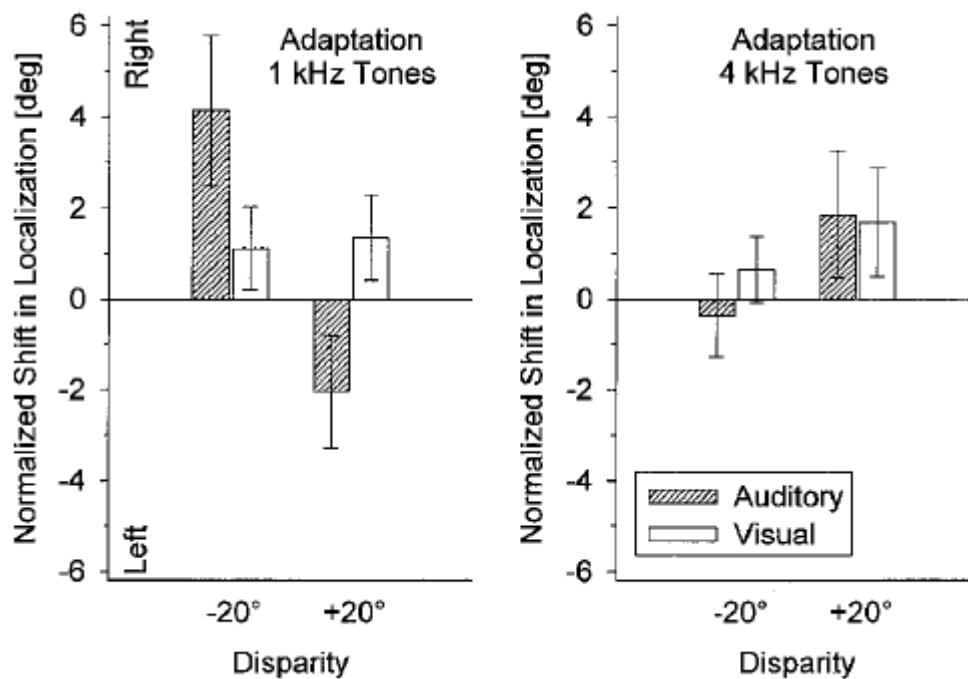 Normalized Shift in Localization [deg]
Right
Left
6
4
2
0
-2
-4
-6
Adaptation
1 kHz Tones
-20° +20°
Disparity
Normalized Shift in Localization [deg]
6
4
2
0
-2
-4
-6
Adaptation
4 kHz Tones
Auditory
Visual
-20° +20°
Disparity